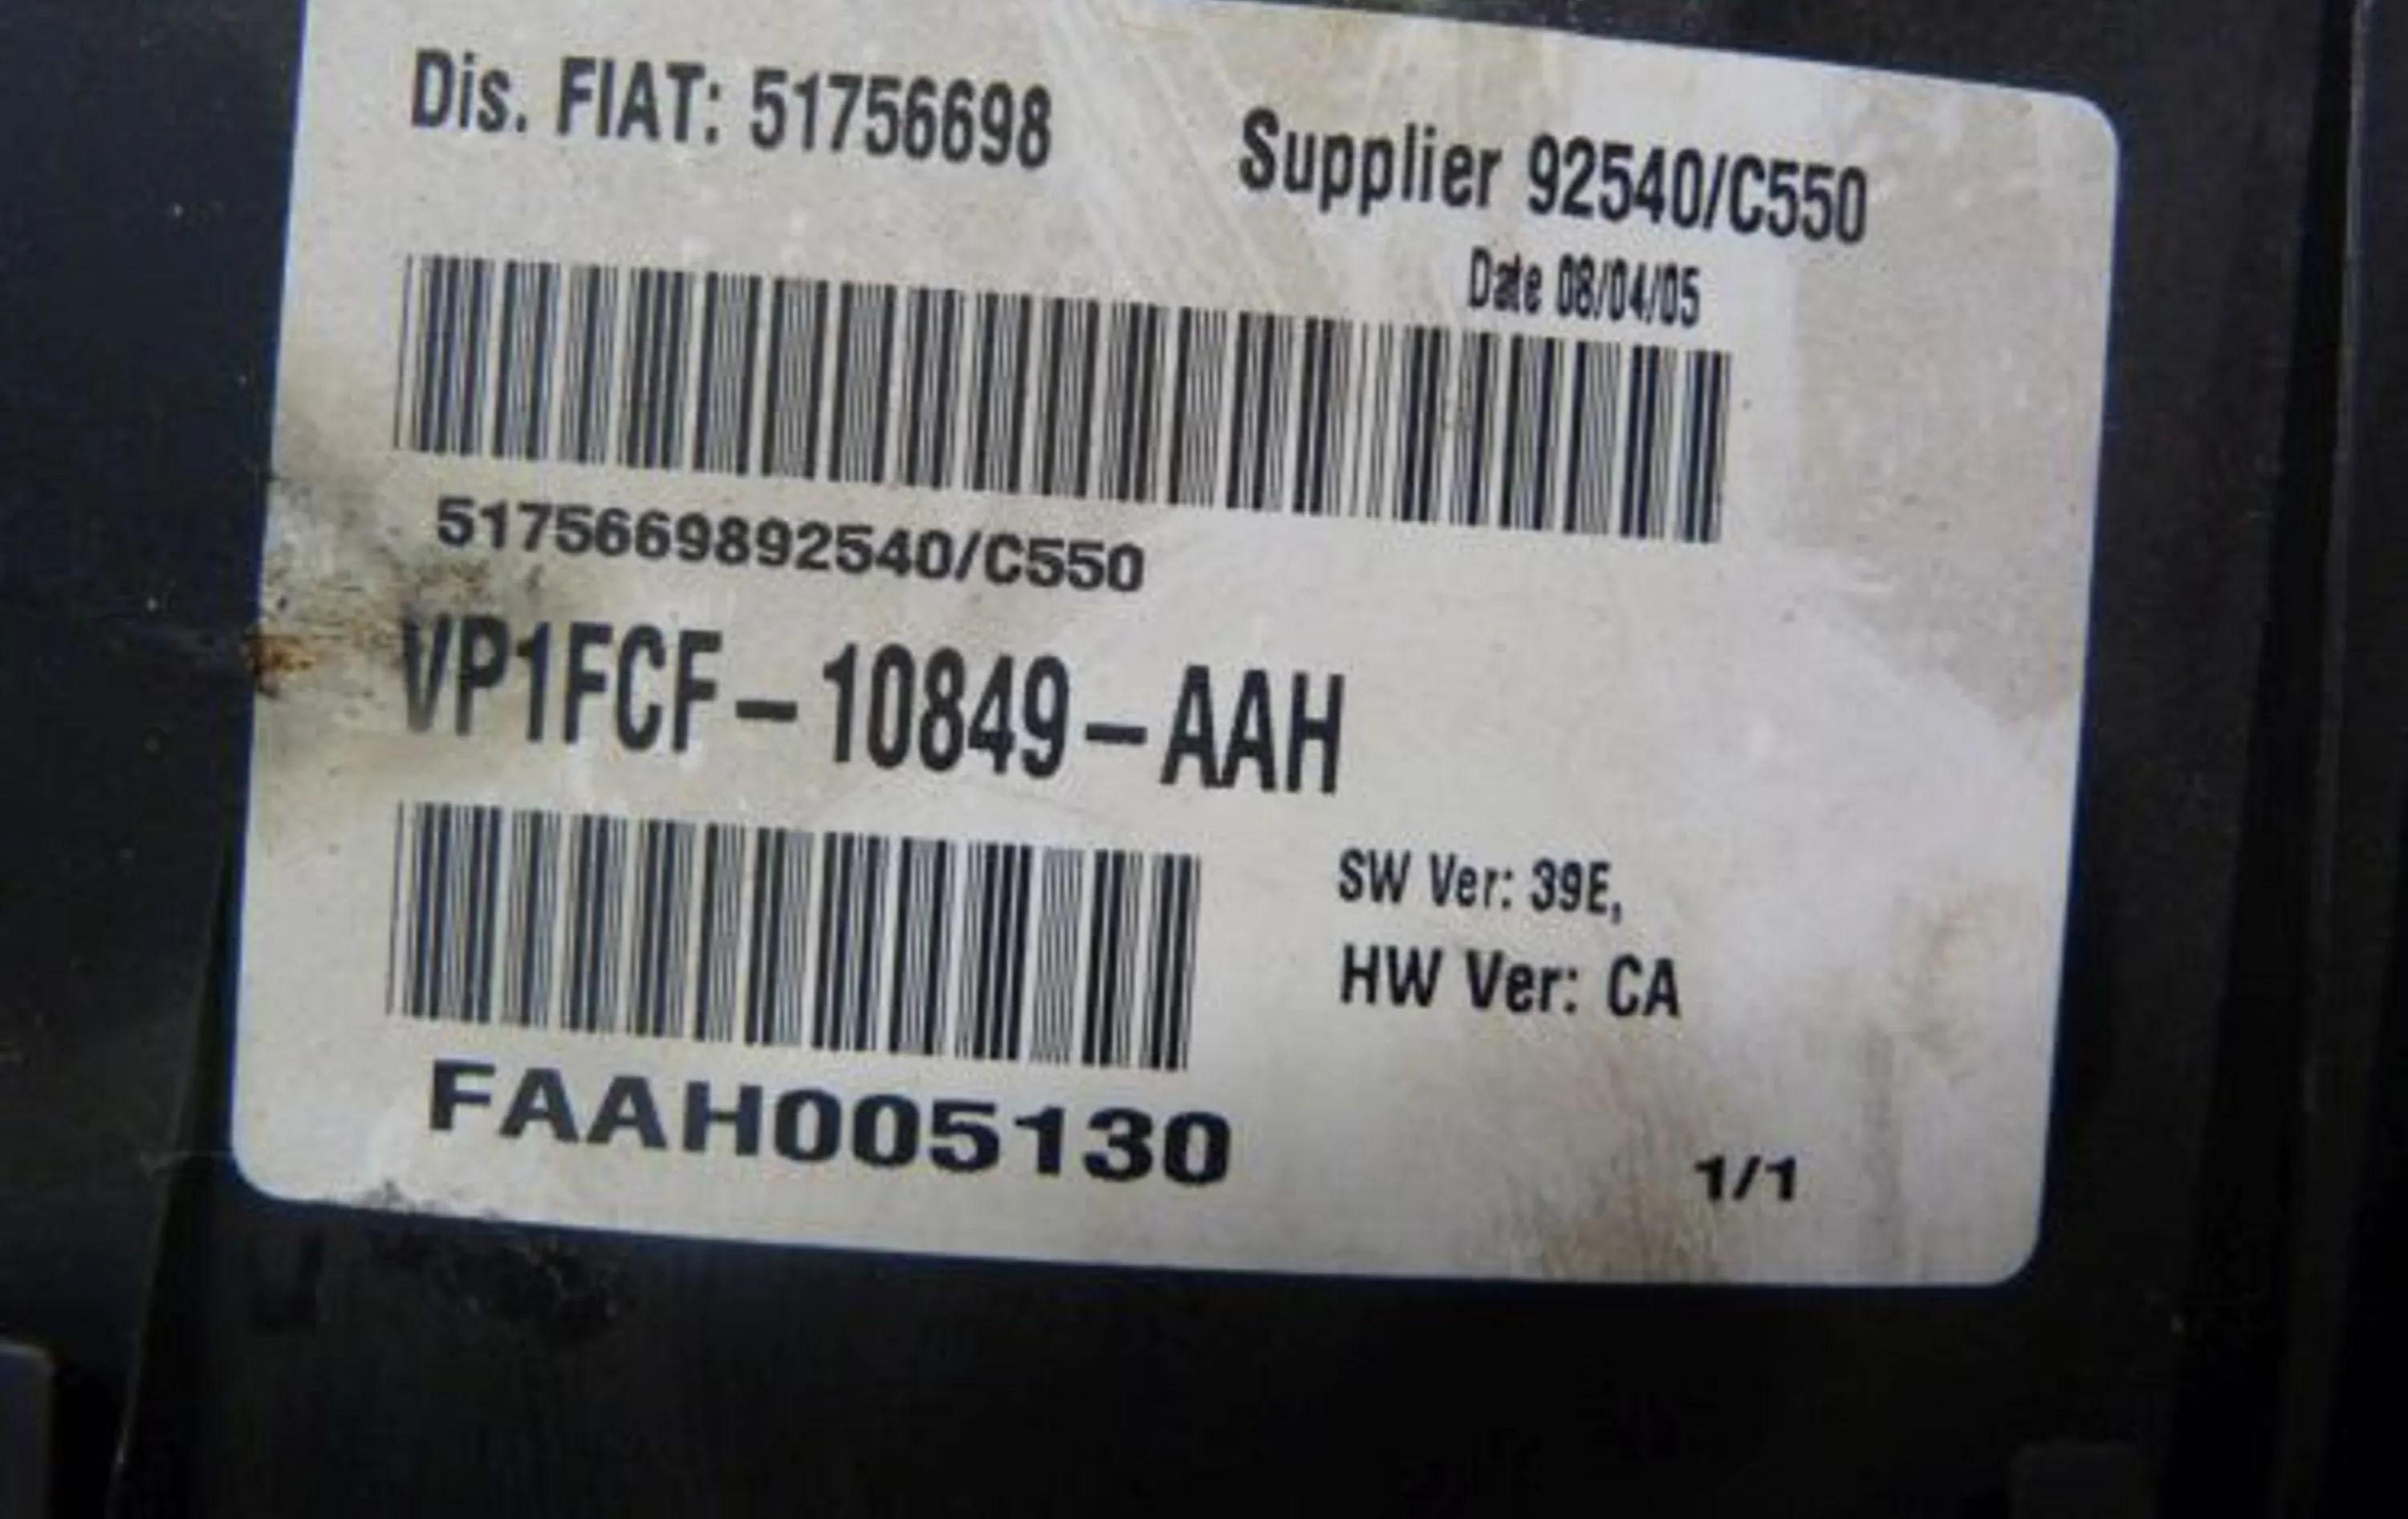 Dis. FIAT: 51756698
Supplier 92540/C550
Date 08/04/05
5175669892540/C550
VP1FCF-10849-AAH
SW Ver: 39E,
HW Ver: CA
FAAH005130
1/1